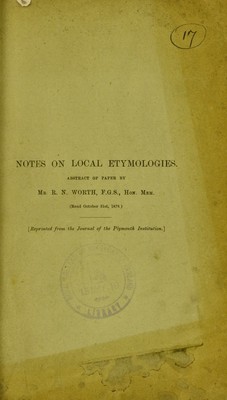 17
NOTES ON LOCAL ETYMOLOGIES.
ABSTRACT OF PAPER BY
MR. R. N. WORTH, F.G.S., HON. MEM.
(Read October 31st, 1878.)
[Reprinted from the Journal of the Plymouth Institution.]
LIBRARY